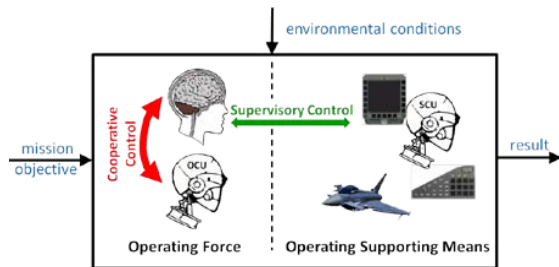 environmental conditions
Supervisory Control
SCU
Cooperative
Control
mission
objective
OCU
result
Operating Force
Operating Supporting Means